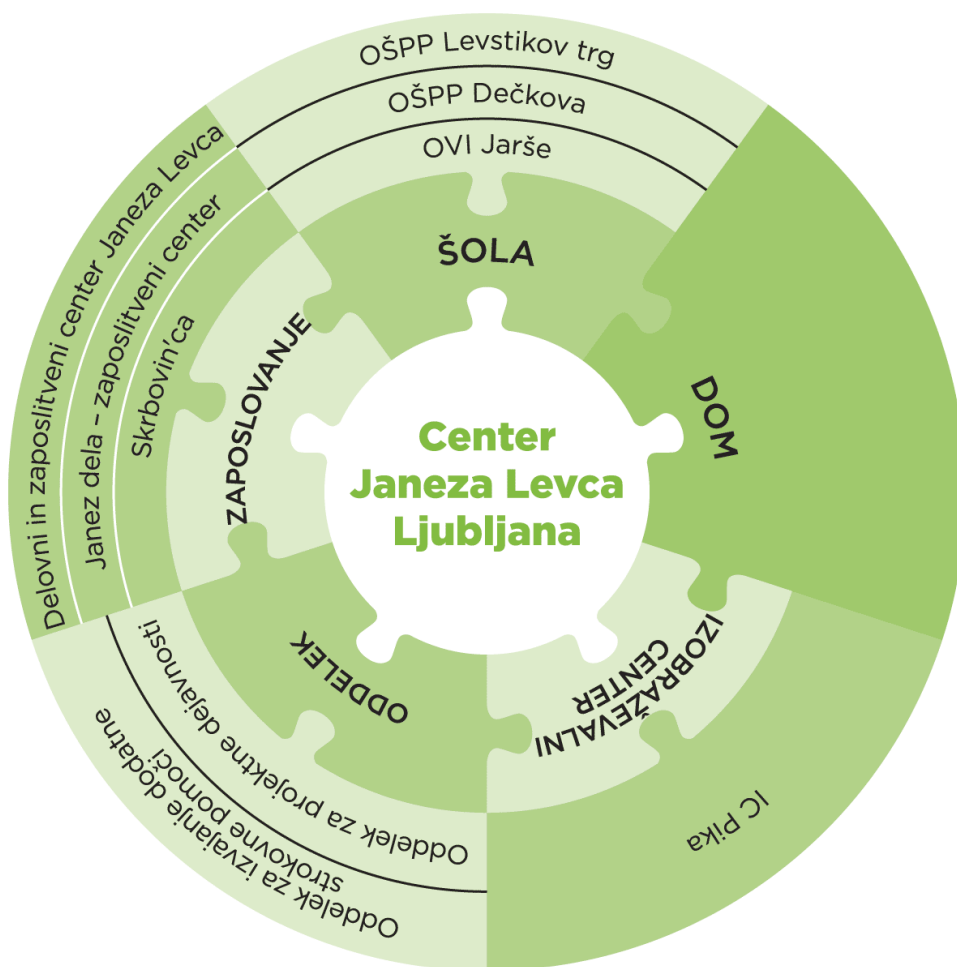 OŠPP Levstikov trg
OŠPP Dečkova
OVI Jarše
ŠOLA
DOM
IZOBRAŽEVALNI
CENTER
IC Pika
ODDELEK
Oddelek za projektne dejavnosti
Oddelek za izvajanje dodatne
strokovne pomoči
ZAPOSLOVANJE
Skrbovin'ca
Janez dela – zaposlitveni center
Delovni in zaposlitveni center Janeza Levca
Center
Janeza Levca
Ljubljana